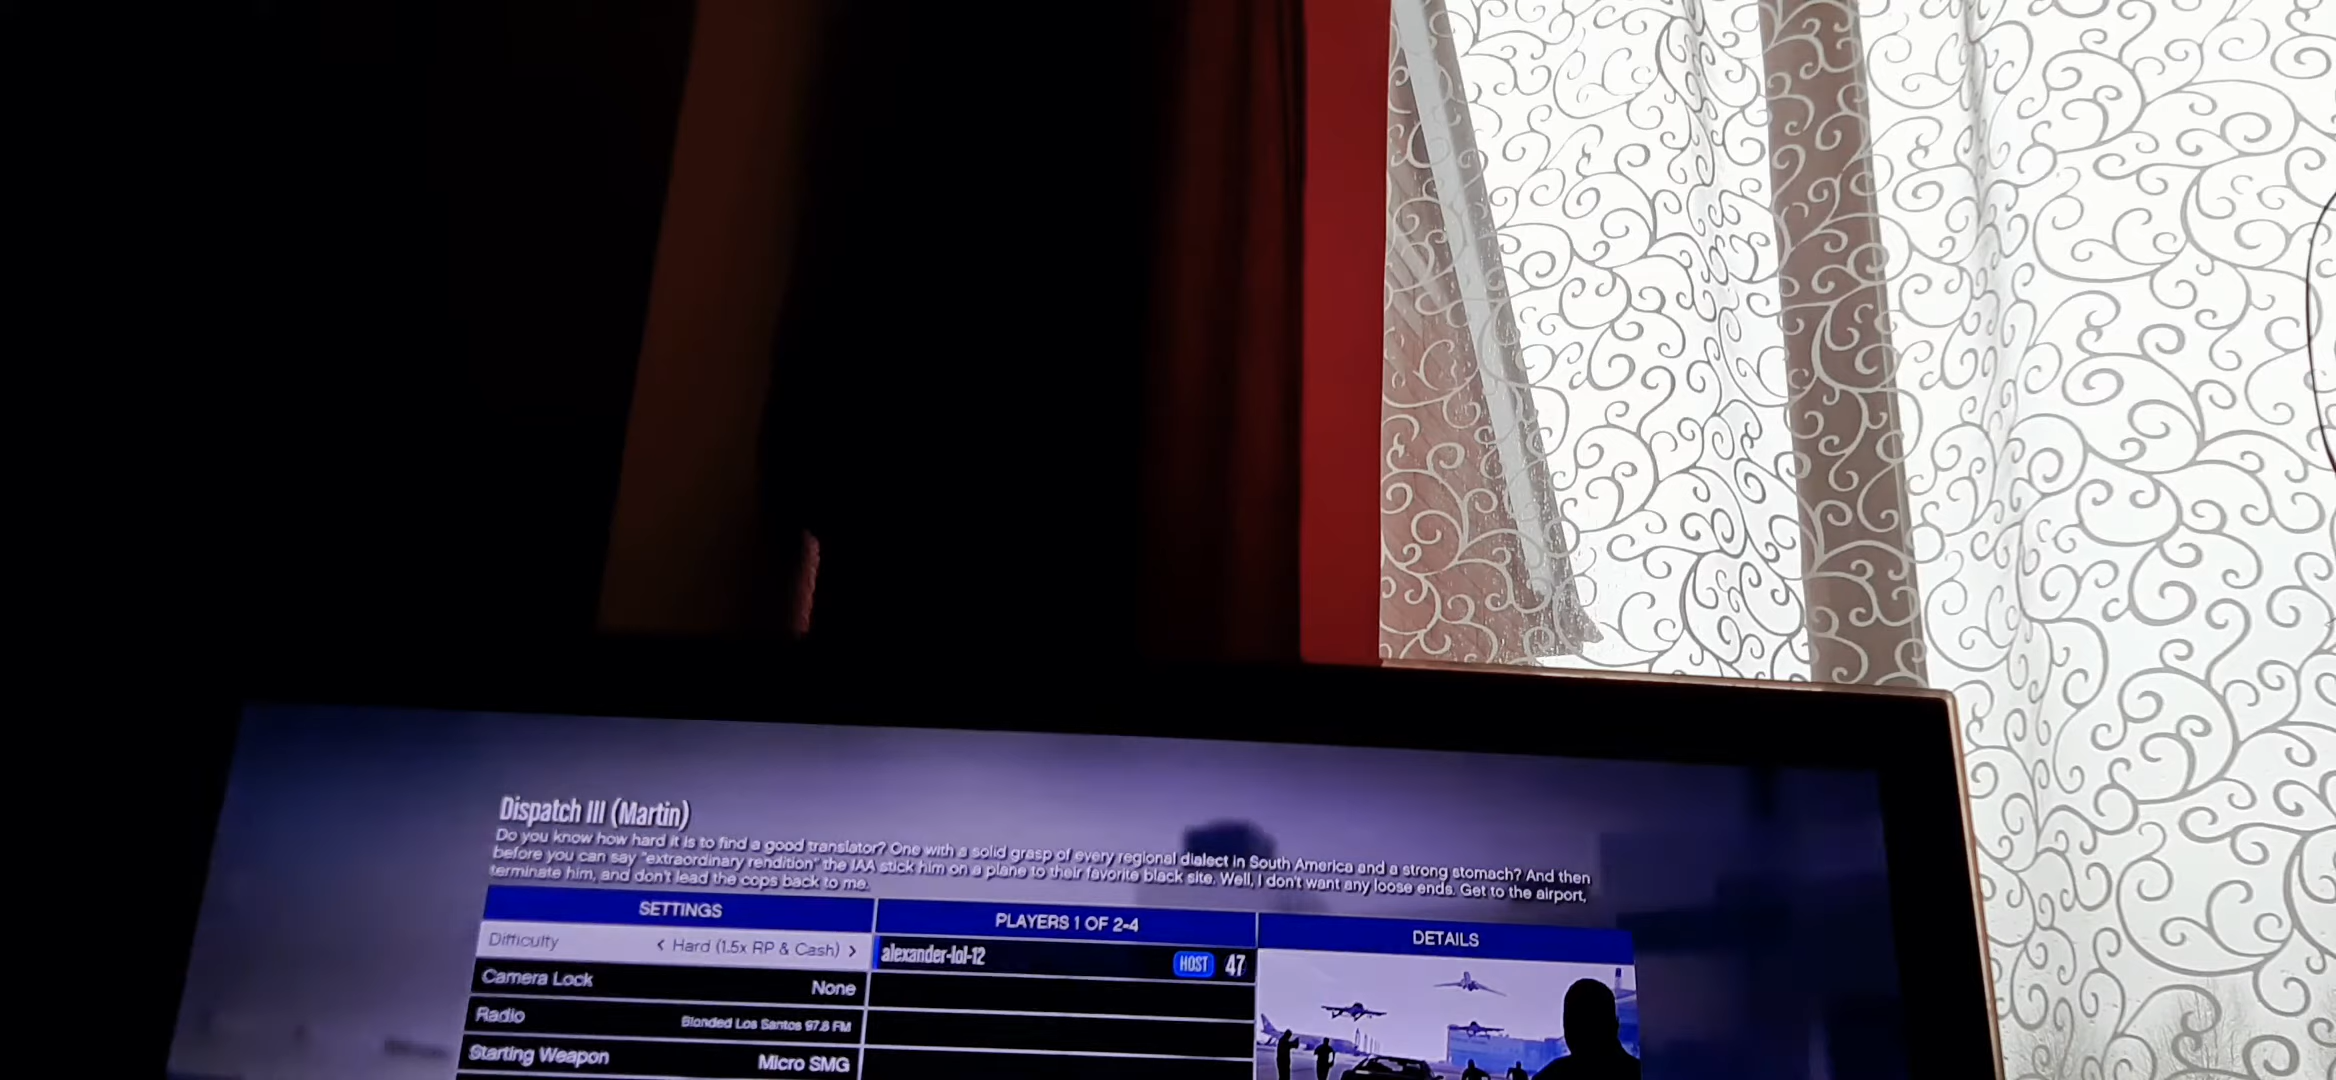 Dispatch III (Martin)
Do you know how hard it is to find a good translator? One with a solid grasp of every regional dialect in South America and a strong stomach? And then
before you can say "extraordinary rendition" the IAA stick him on a plane to their favorite black site. Well, I don't want any loose ends. Get to the airport,
terminate him, and don't lead the cops back to me.
SETTINGS
PLAYERS 1 OF 2-4
DETAILS
Difficulty < Hard (1.5x RP & Cash) >
alexander-lol-12 HOST 47
Camera Lock None
Radio Blonded Los Santos 97.8 FM
Starting Weapon Micro SMG